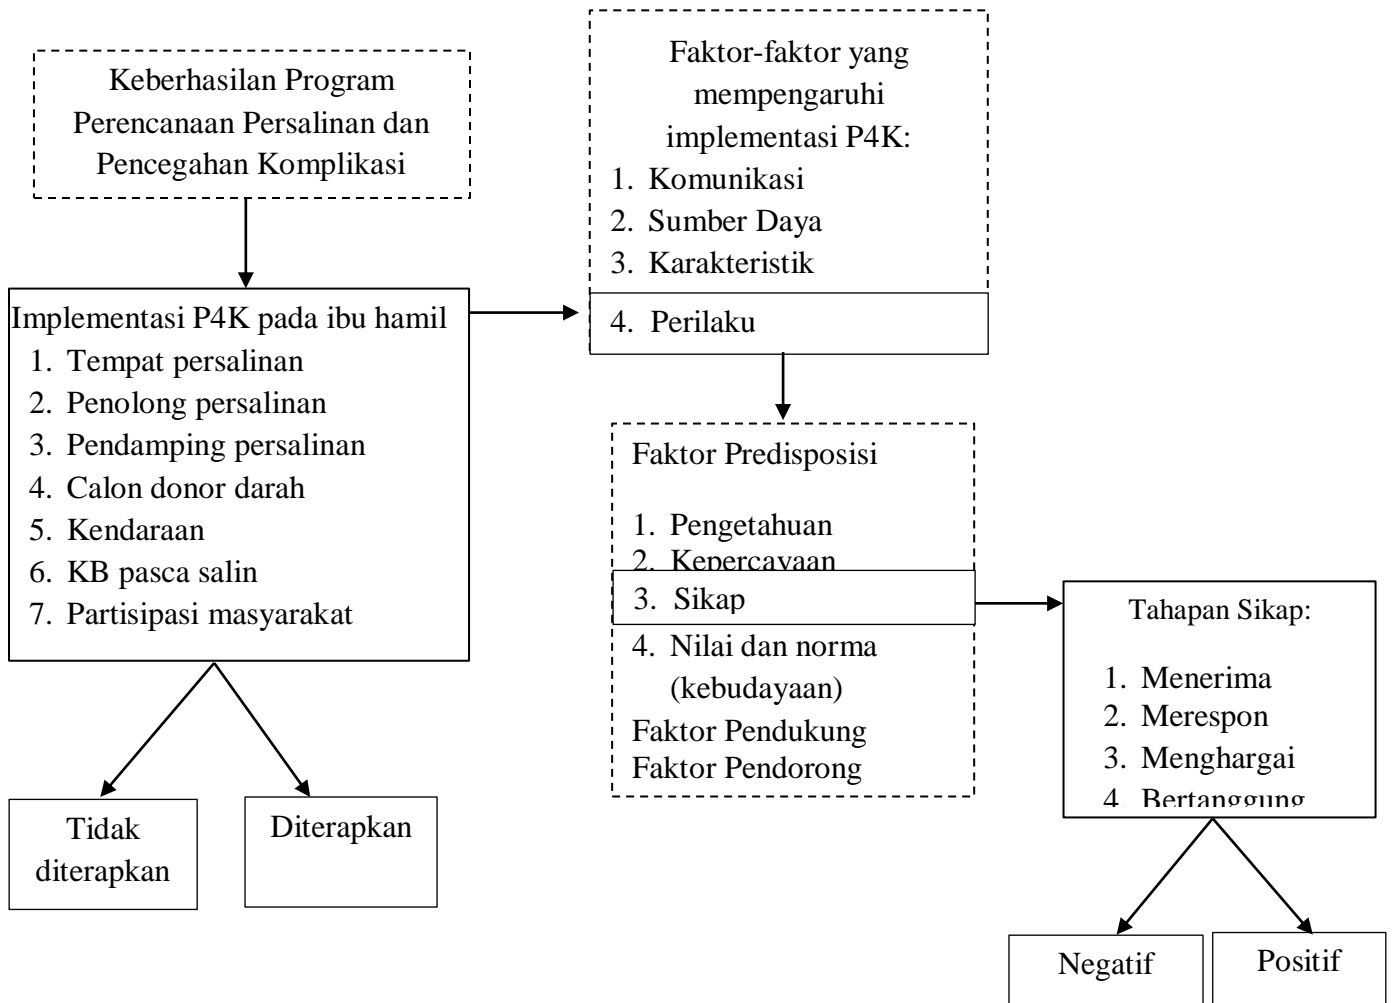 Keberhasilan Program
Perencanaan Persalinan dan
Pencegahan Komplikasi
Faktor-faktor yang
mempengaruhi
implementasi P4K:
1. Komunikasi
2. Sumber Daya
3. Karakteristik
4. Perilaku
Implementasi P4K pada ibu hamil
1. Tempat persalinan
2. Penolong persalinan
3. Pendamping persalinan
4. Calon donor darah
5. Kendaraan
6. KB pasca salin
7. Partisipasi masyarakat
Faktor Predisposisi
1. Pengetahuan
2. Kepercayaan
3. Sikap
4. Nilai dan norma
(kebudayaan)
Faktor Pendukung
Faktor Pendorong
Tahapan Sikap:
1. Menerima
2. Merespon
3. Menghargai
4. Bertanggung
Tidak
diterapkan
Diterapkan
Negatif
Positif